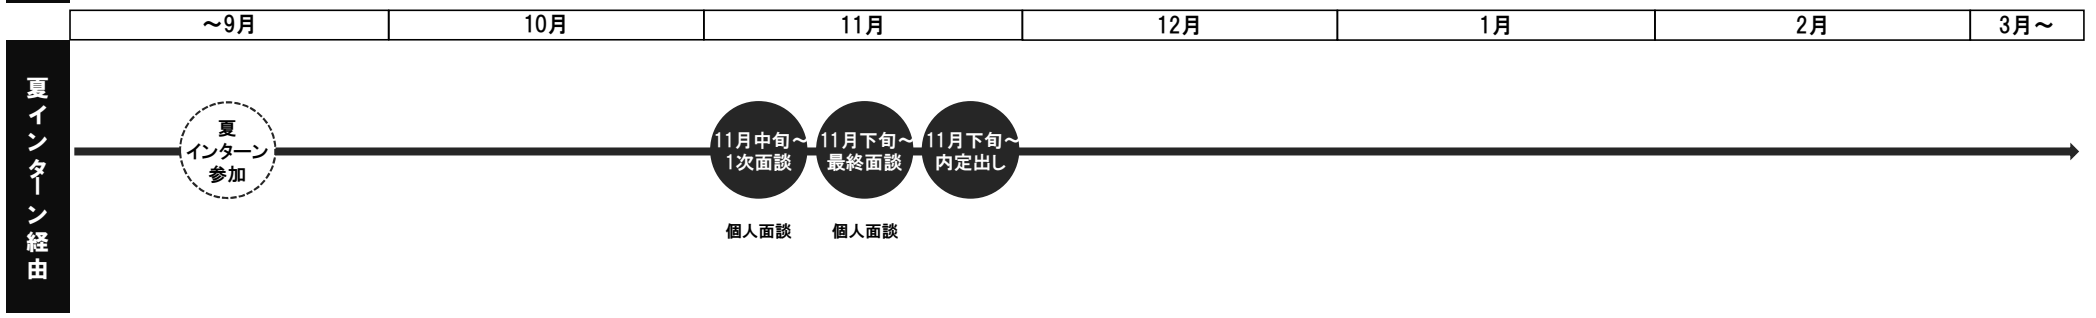 ～9月
10月
11月
12月
1月
2月
3月～
夏インターン経由
夏
インターン
参加
11月中旬～
1次面談
11月下旬～
最終面談
11月下旬～
内定出し
個人面談
個人面談